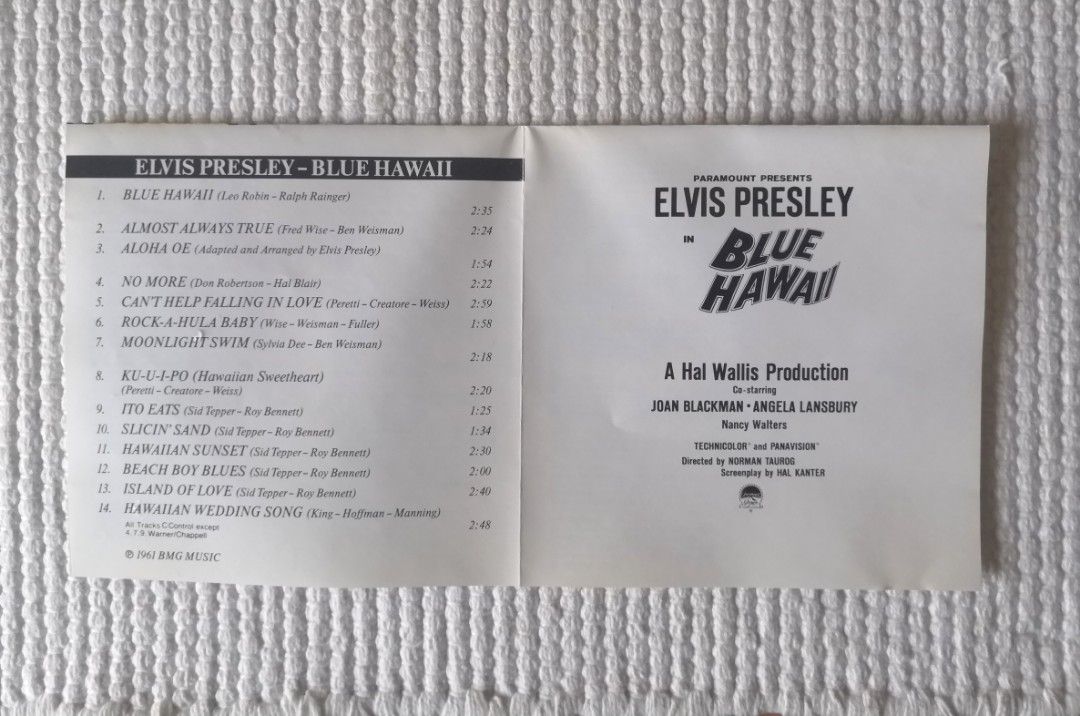 ELVIS PRESLEY – BLUE HAWAII
1. BLUE HAWAII (Leo Robin – Ralph Rainger)
2:35
2. ALMOST ALWAYS TRUE (Fred Wise – Ben Weisman) 2:24
3. ALOHA OE (Adapted and Arranged by Elvis Presley)
1:54
4. NO MORE (Don Robertson – Hal Blair) 2:22
5. CAN'T HELP FALLING IN LOVE (Peretti – Creatore – Weiss) 2:59
6. ROCK-A-HULA BABY (Wise – Weisman – Fuller) 1:58
7. MOONLIGHT SWIM (Sylvia Dee – Ben Weisman)
2:18
8. KU-U-I-PO (Hawaiian Sweetheart)
(Peretti – Creatore – Weiss) 2:20
9. ITO EATS (Sid Tepper – Roy Bennett) 1:25
10. SLICIN' SAND (Sid Tepper – Roy Bennett) 1:34
11. HAWAIIAN SUNSET (Sid Tepper – Roy Bennett) 2:30
12. BEACH BOY BLUES (Sid Tepper – Roy Bennett) 2:00
13. ISLAND OF LOVE (Sid Tepper – Roy Bennett) 2:40
14. HAWAIIAN WEDDING SONG (King – Hoffman – Manning)
2:48
All Tracks C.Control except
4.7.9. Warner/Chappell
℗ 1961 BMG MUSIC
PARAMOUNT PRESENTS
ELVIS PRESLEY
IN
BLUE
HAWAII
A Hal Wallis Production
Co-starring
JOAN BLACKMAN • ANGELA LANSBURY
Nancy Walters
TECHNICOLOR® and PANAVISION®
Directed by NORMAN TAUROG
Screenplay by HAL KANTER